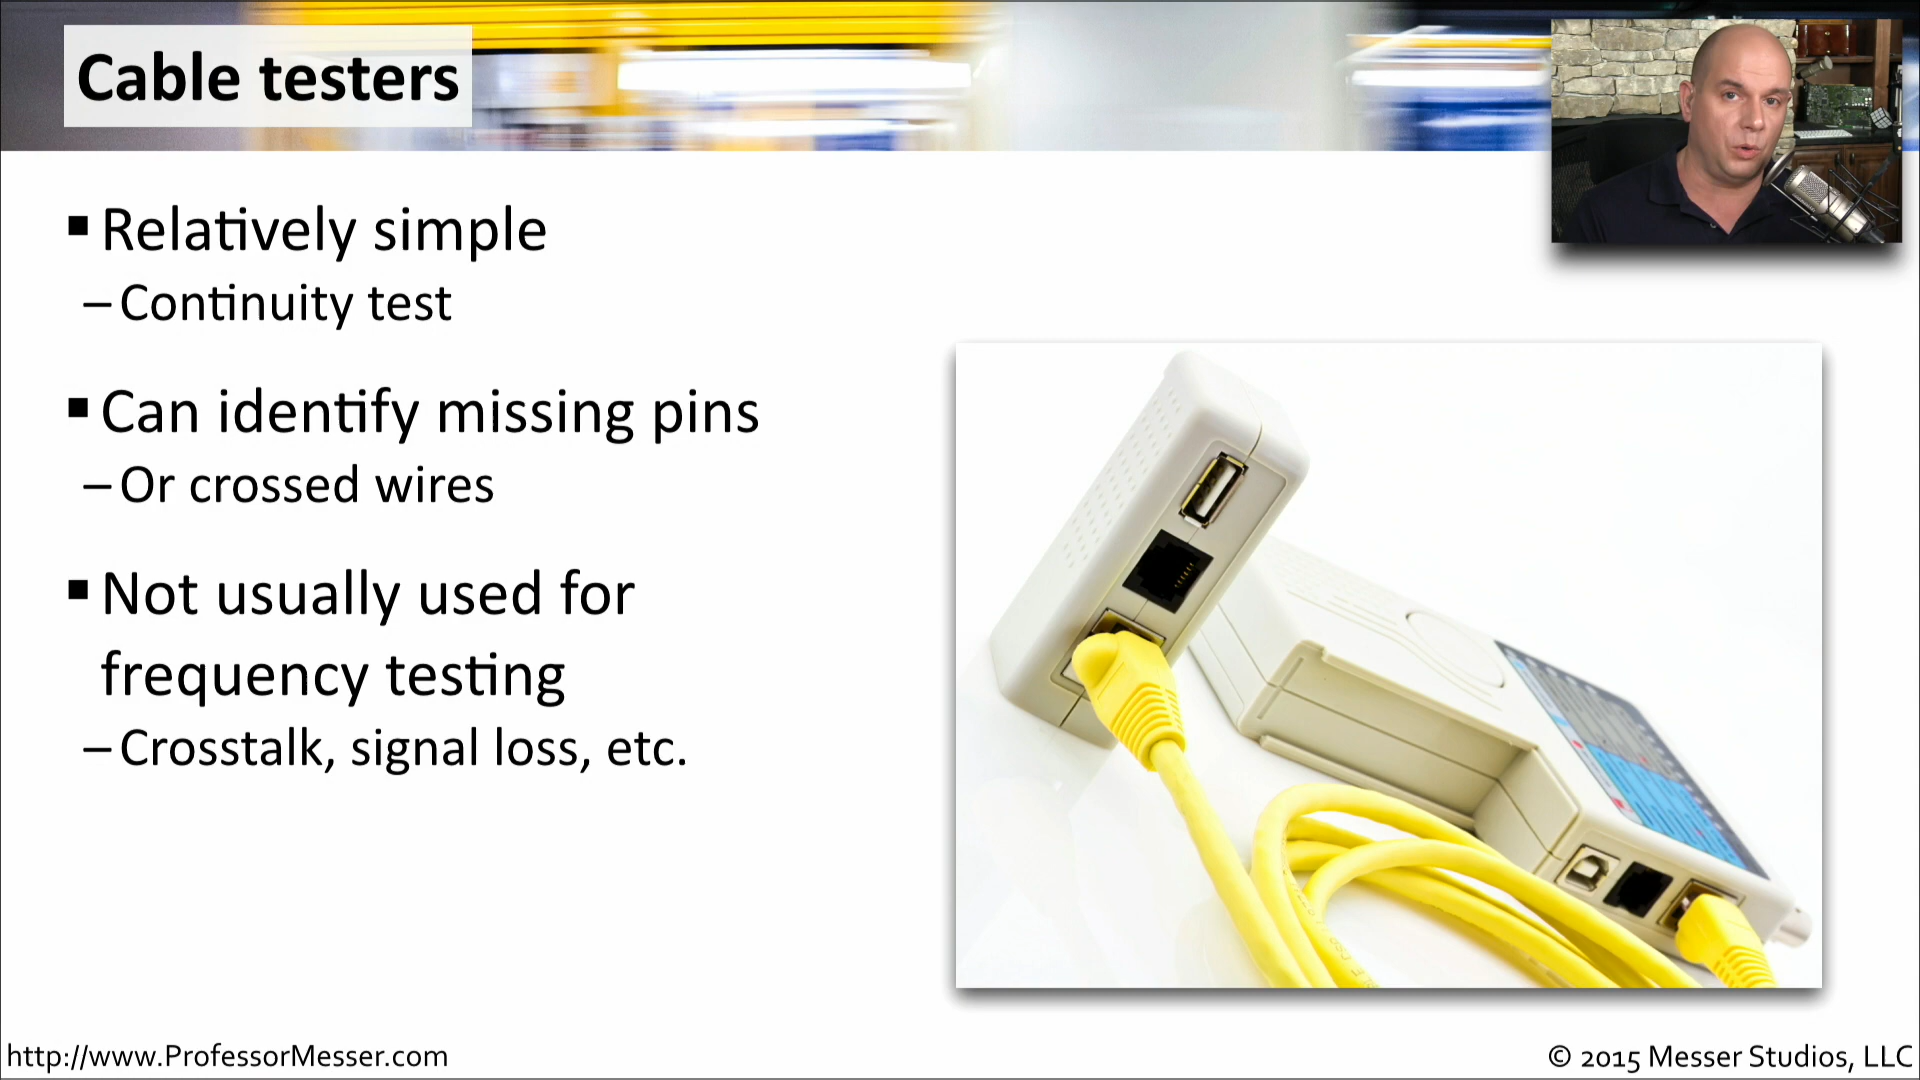 Cable testers
▪ Relatively simple
– Continuity test
▪ Can identify missing pins
– Or crossed wires
▪ Not usually used for
frequency testing
– Crosstalk, signal loss, etc.
http://www.ProfessorMesser.com
© 2015 Messer Studios, LLC